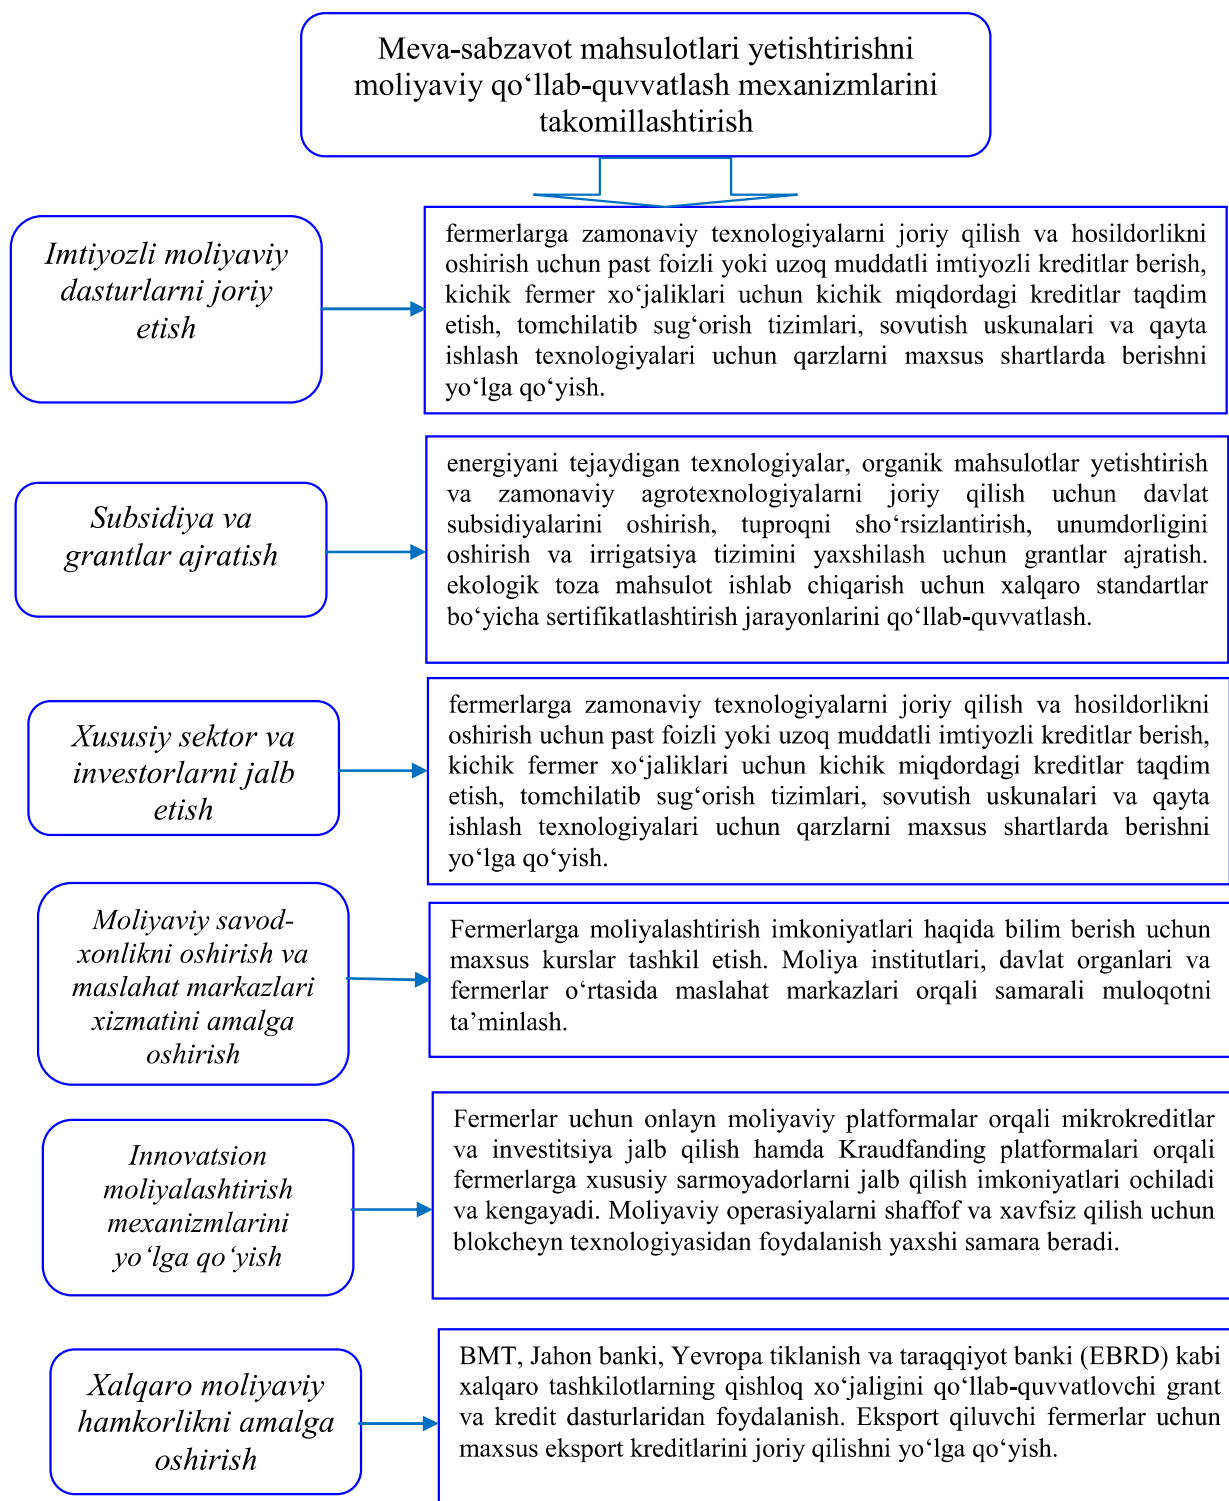 Meva-sabzavot mahsulotlari yetishtirishni
moliyaviy qo‘llab-quvvatlash mexanizmlarini
takomillashtirish
Imtiyozli moliyaviy
dasturlarni joriy
etish
fermerlarga zamonaviy texnologiyalarni joriy qilish va hosildorlikni
oshirish uchun past foizli yoki uzoq muddatli imtiyozli kreditlar berish,
kichik fermer xo‘jaliklari uchun kichik miqdordagi kreditlar taqdim
etish, tomchilatib sug‘orish tizimlari, sovutish uskunalari va qayta
ishlash texnologiyalari uchun qarzlarni maxsus shartlarda berishni
yo‘lga qo‘yish.
Subsidiya va
grantlar ajratish
energiyani tejaydigan texnologiyalar, organik mahsulotlar yetishtirish
va zamonaviy agrotexnologiyalarni joriy qilish uchun davlat
subsidiyalarini oshirish, tuproqni sho‘rsizlantirish, unumdorligini
oshirish va irrigatsiya tizimini yaxshilash uchun grantlar ajratish.
ekologik toza mahsulot ishlab chiqarish uchun xalqaro standartlar
bo‘yicha sertifikatlashtirish jarayonlarini qo‘llab-quvvatlash.
Xususiy sektor va
investorlarni jalb
etish
fermerlarga zamonaviy texnologiyalarni joriy qilish va hosildorlikni
oshirish uchun past foizli yoki uzoq muddatli imtiyozli kreditlar berish,
kichik fermer xo‘jaliklari uchun kichik miqdordagi kreditlar taqdim
etish, tomchilatib sug‘orish tizimlari, sovutish uskunalari va qayta
ishlash texnologiyalari uchun qarzlarni maxsus shartlarda berishni
yo‘lga qo‘yish.
Moliyaviy savod-
xonlikni oshirish va
maslahat markazlari
xizmatini amalga
oshirish
Fermerlarga moliyalashtirish imkoniyatlari haqida bilim berish uchun
maxsus kurslar tashkil etish. Moliya institutlari, davlat organlari va
fermerlar o‘rtasida maslahat markazlari orqali samarali muloqotni
ta’minlash.
Innovatsion
moliyalashtirish
mexanizmlarini
yo‘lga qo‘yish
Fermerlar uchun onlayn moliyaviy platformalar orqali mikrokreditlar
va investitsiya jalb qilish hamda Kraudfanding platformalari orqali
fermerlarga xususiy sarmoyadorlarni jalb qilish imkoniyatlari ochiladi
va kengayadi. Moliyaviy operasiyalarni shaffof va xavfsiz qilish uchun
blokcheyn texnologiyasidan foydalanish yaxshi samara beradi.
Xalqaro moliyaviy
hamkorlikni amalga
oshirish
BMT, Jahon banki, Yevropa tiklanish va taraqqiyot banki (EBRD) kabi
xalqaro tashkilotlarning qishloq xo‘jaligini qo‘llab-quvvatlovchi grant
va kredit dasturlaridan foydalanish. Eksport qiluvchi fermerlar uchun
maxsus eksport kreditlarini joriy qilishni yo‘lga qo‘yish.